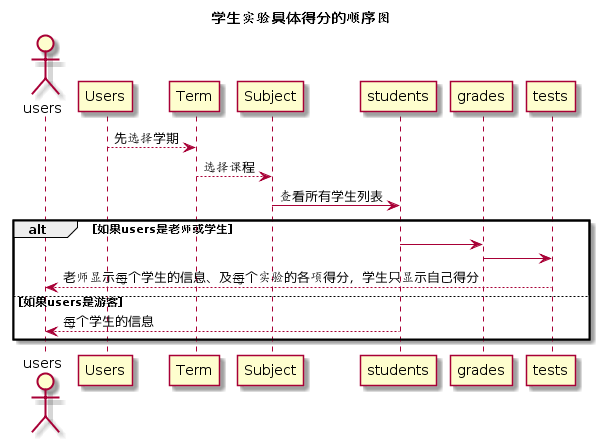 学生实验具体得分的顺序图
users
Users
Term
Subject
students
grades
tests
先选择学期
选择课程
查看所有学生列表
alt
[如果users是老师或学生]
老师显示每个学生的信息、及每个实验的各项得分，学生只显示自己得分
[如果users是游客]
每个学生的信息
users
Users
Term
Subject
students
grades
tests